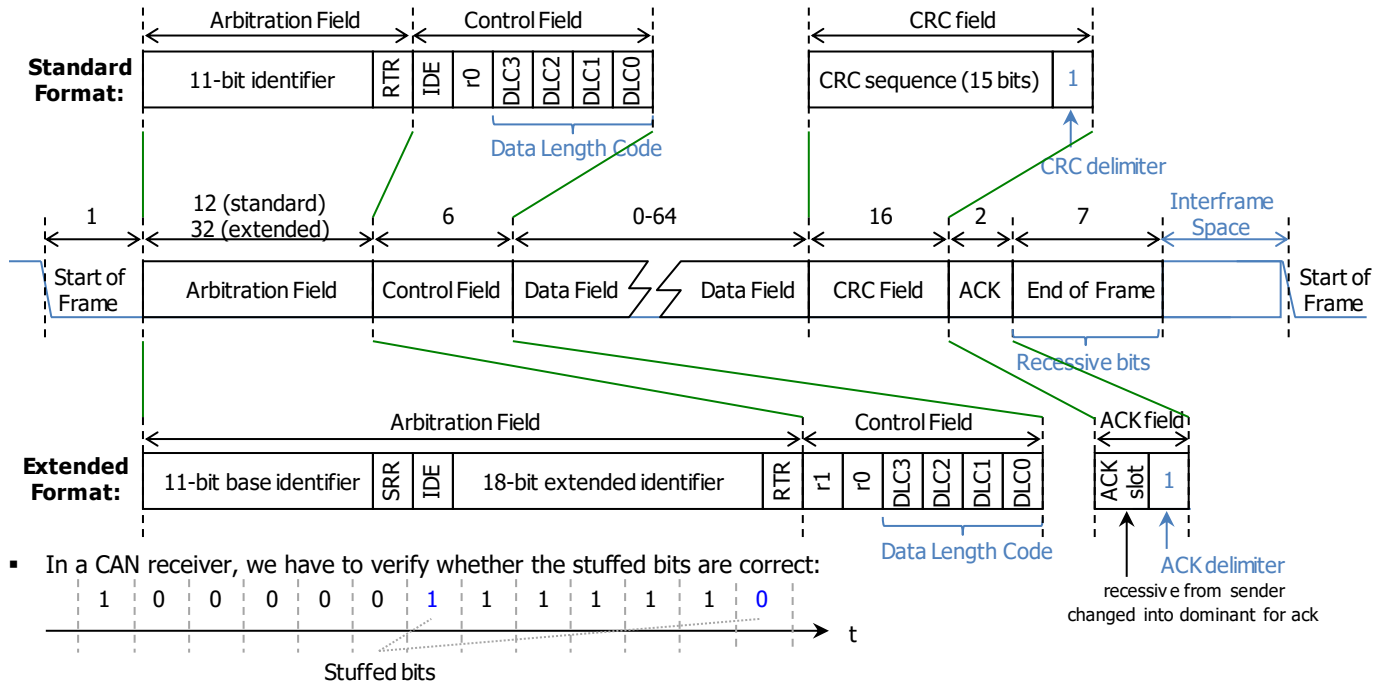 Arbitration Field
Control Field
CRC field
Standard
Format:
11-bit identifier
RTR
IDE
r0
DLC3
DLC2
DLC1
DLC0
CRC sequence (15 bits)
1
Data Length Code
CRC delimiter
1
12 (standard)
32 (extended)
6
0-64
16
2
7
Interframe
Space
Start of
Frame
Arbitration Field
Control Field
Data Field
Data Field
CRC Field
ACK
End of Frame
Start of
Frame
Recessive bits
Arbitration Field
Control Field
ACK field
Extended
Format:
11-bit base identifier
SRR
IDE
18-bit extended identifier
RTR
r1
r0
DLC3
DLC2
DLC1
DLC0
ACK
slot
1
Data Length Code
ACK delimiter
recessive from sender
changed into dominant for ack
▪ In a CAN receiver, we have to verify whether the stuffed bits are correct:
1 0 0 0 0 0 1 1 1 1 1 1 0
t
Stuffed bits